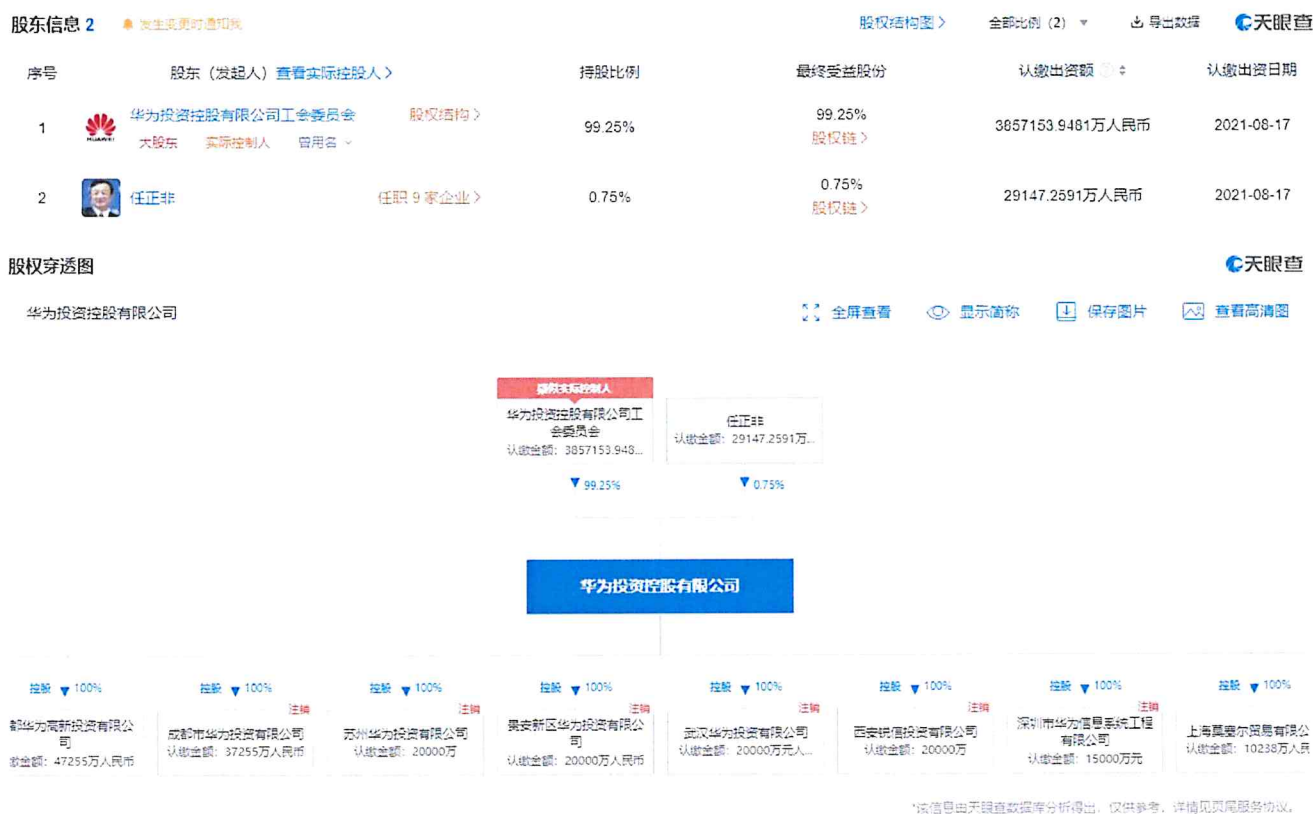 股东信息 2 发生变更时通知我 股权结构图 > 全部比例（2） 导出数据 天眼查
序号 股东（发起人）查看实际控股人 > 持股比例 最终受益股份 认缴出资额 认缴出资日期
1 HUAWEI 华为投资控股有限公司工会委员会 股权结构 > 99.25% 99.25% 3857153.9481万人民币 2021-08-17
大股东 实际控制人 曾用名 股权链 >
2 任正非 任职 9 家企业 > 0.75% 0.75% 29147.2591万人民币 2021-08-17
股权链 >
股权穿透图 天眼查
华为投资控股有限公司 全屏查看 显示简称 保存图片 查看高清图
疑似实际控制人
华为投资控股有限公司工
会委员会
认缴金额：3857153.948...
任正非
认缴金额：29147.2591万...
99.25% 0.75%
华为投资控股有限公司
控股 100% 控股 100% 控股 100% 控股 100% 控股 100% 控股 100% 控股 100% 控股 100%
都华为高新投资有限公
司
缴金额：47255万人民币
注销
成都市华为投资有限公司
认缴金额：37255万人民币
注销
苏州华为投资有限公司
认缴金额：20000万
注销
安新区华为投资有限公
司
认缴金额：20000万人民币
注销
武汉华为投资有限公司
认缴金额：20000万元人...
注销
西安锐信投资有限公司
认缴金额：20000万
注销
深圳市华为信息系统工程
有限公司
认缴金额：15000万元
上海莫塞尔贸易有限公
认缴金额：10238万人民
*该信息由天眼查数据库分析得出，仅供参考，详情见页尾服务协议。